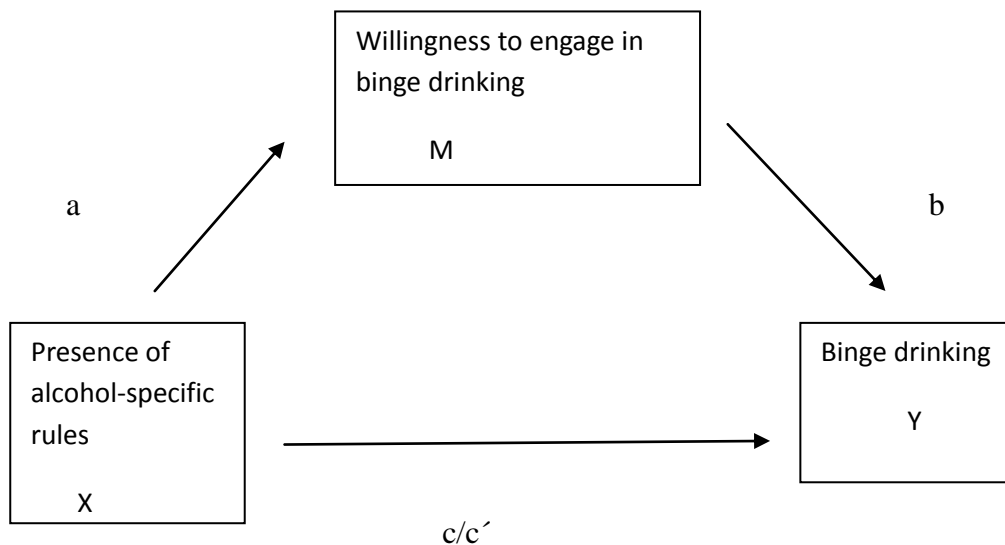 Willingness to engage in
binge drinking
M
a
b
Presence of
alcohol-specific
rules
X
Binge drinking
Y
c/c´